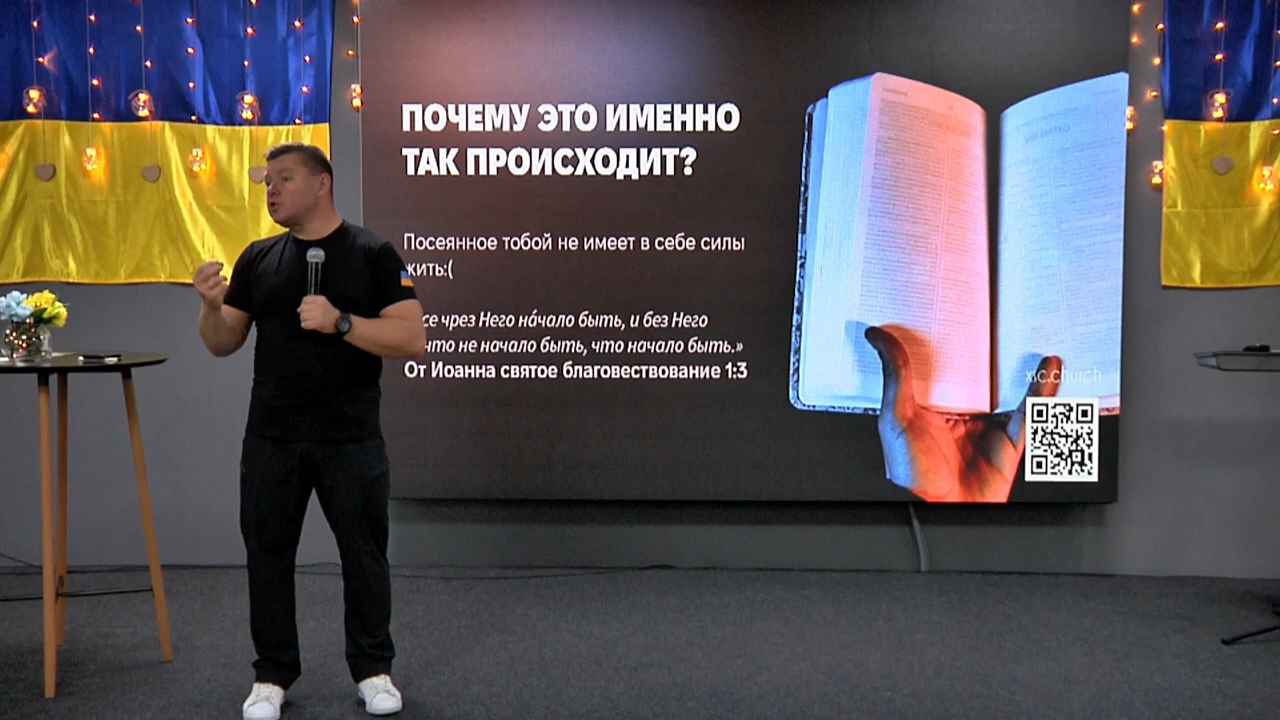 ПОЧЕМУ ЭТО ИМЕННО
ТАК ПРОИСХОДИТ?
Посеянное тобой не имеет в себе силы
жить:(
се чрез Него на́чало быть, и без Него
что не начало быть, что начало быть.»
От Иоанна святое благовествование 1:3
xsc.church